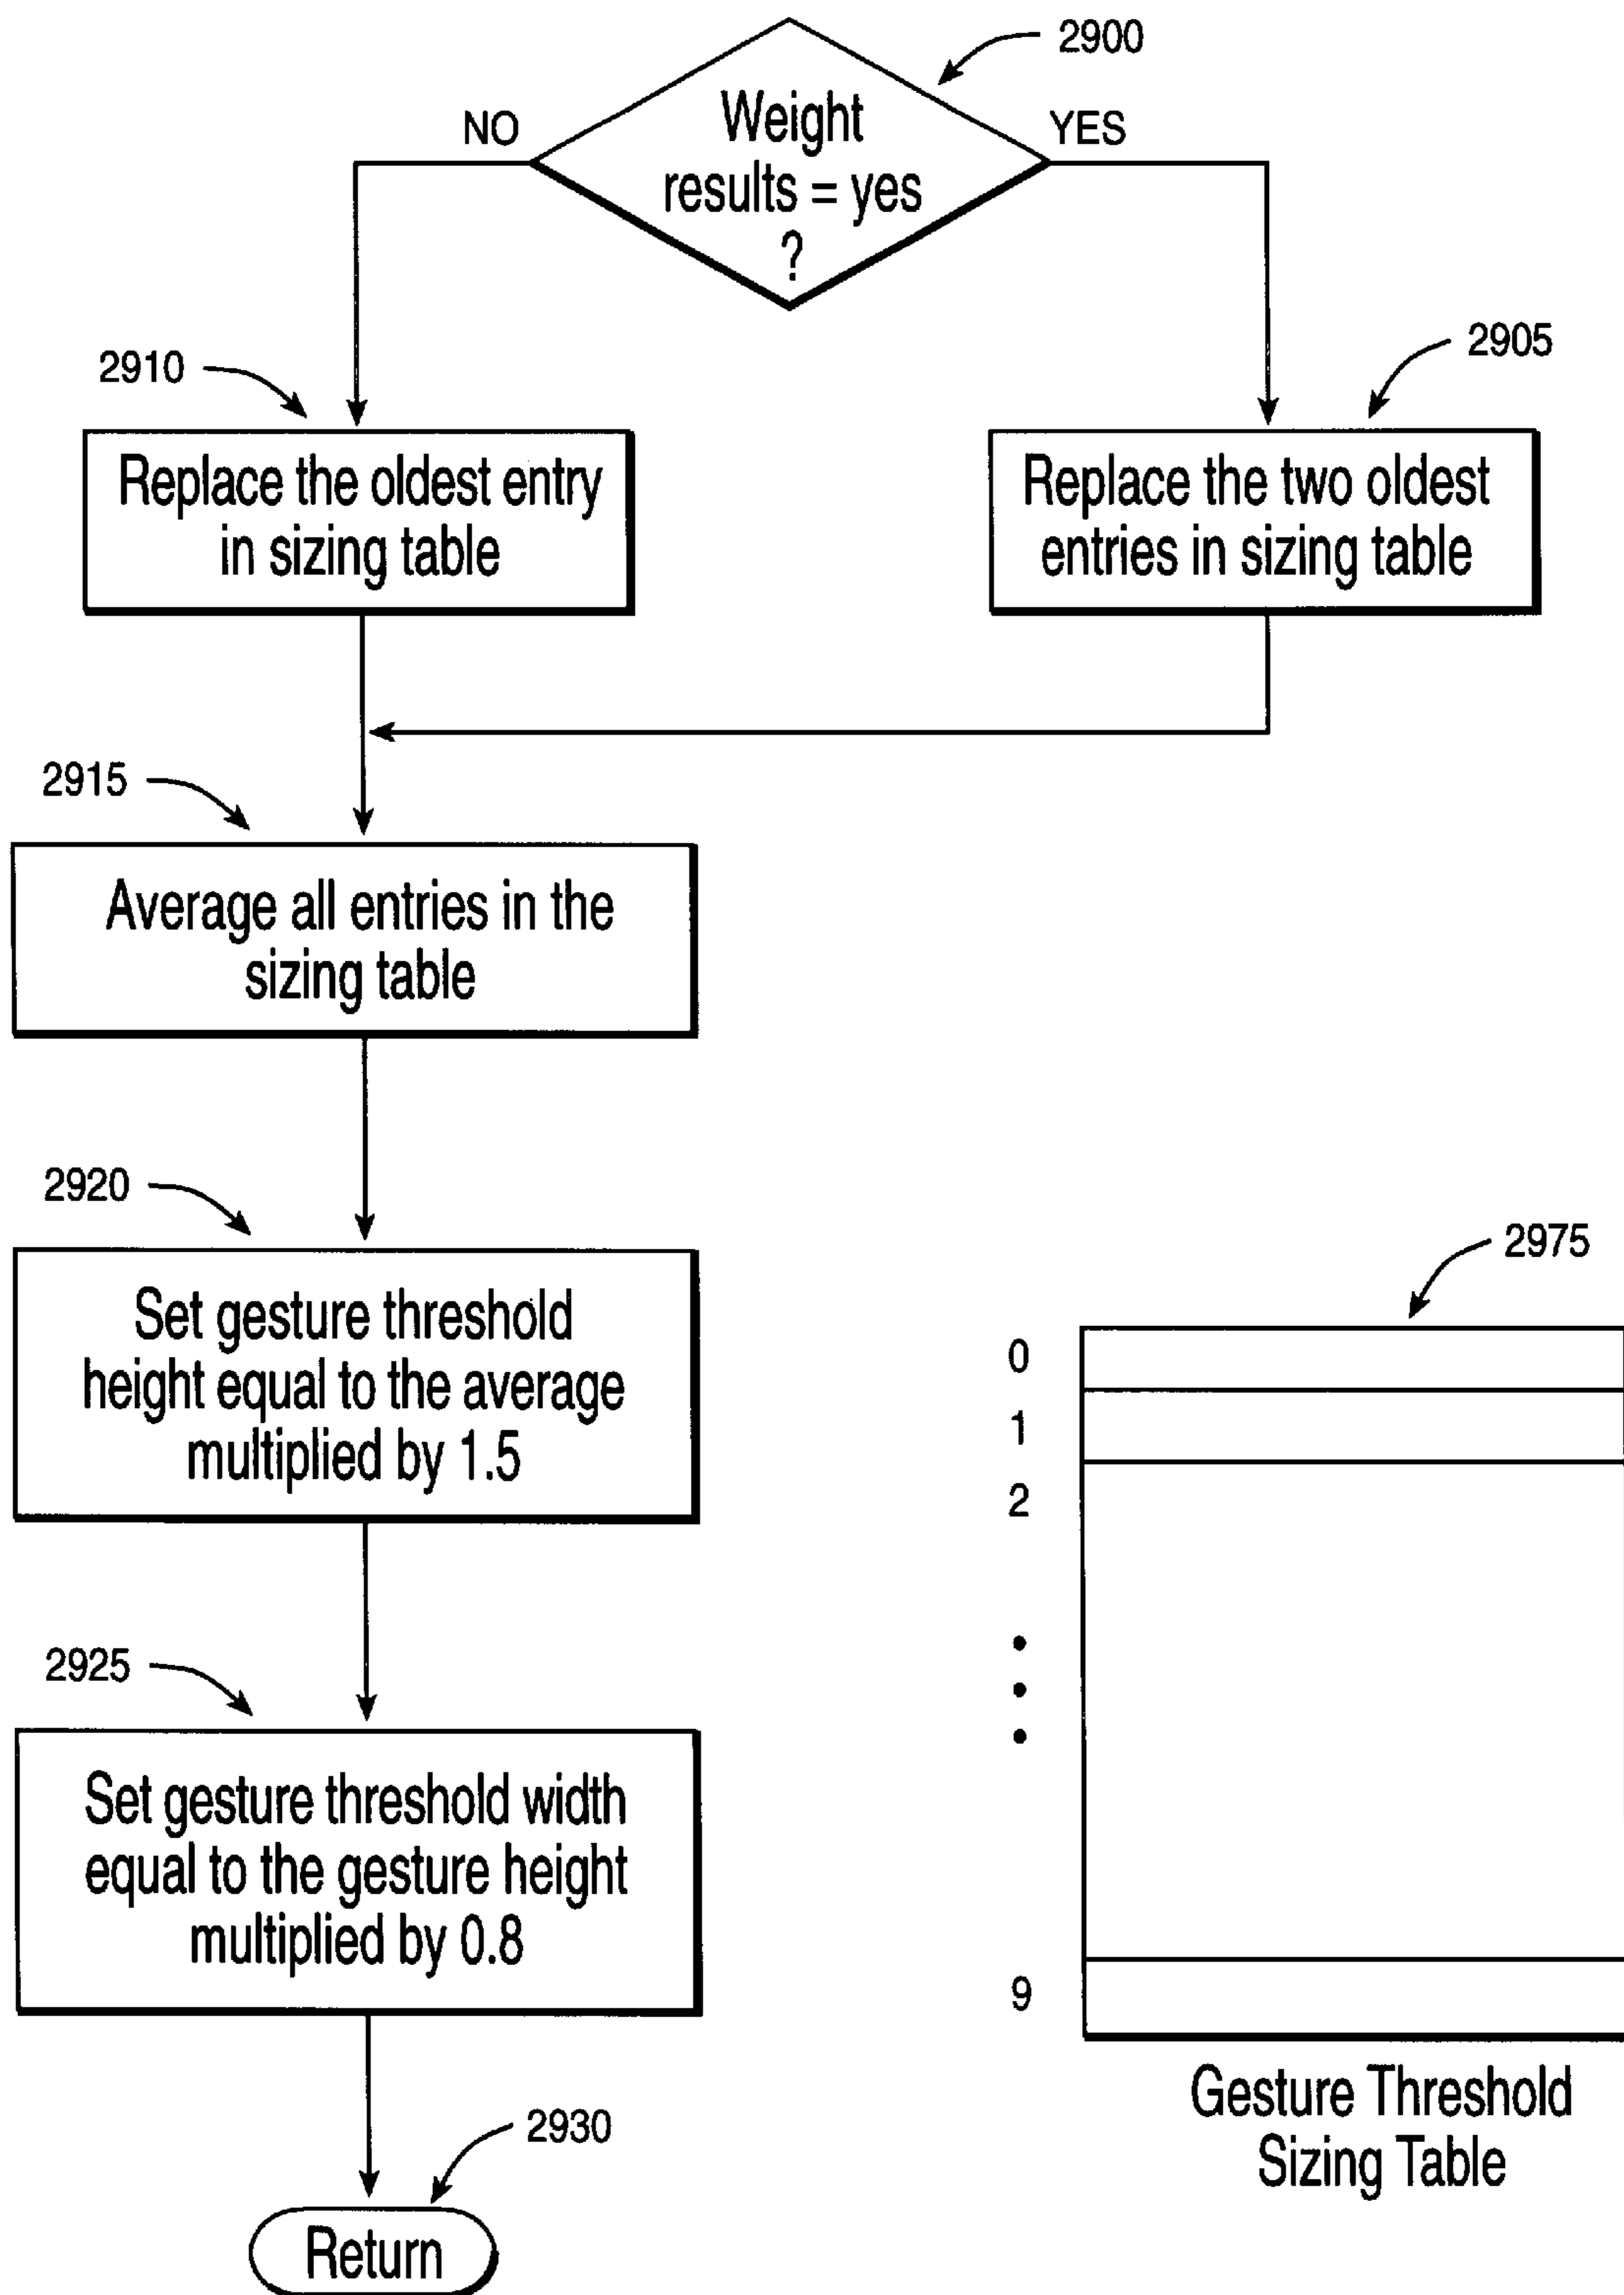 2900
NO
YES
Weight
results = yes
?
2910
2905
Replace the oldest entry
in sizing table
Replace the two oldest
entries in sizing table
2915
Average all entries in the
sizing table
2920
Set gesture threshold
height equal to the average
multiplied by 1.5
2925
Set gesture threshold width
equal to the gesture height
multiplied by 0.8
2930
Return
2975
0
1
2
9
Gesture Threshold
Sizing Table